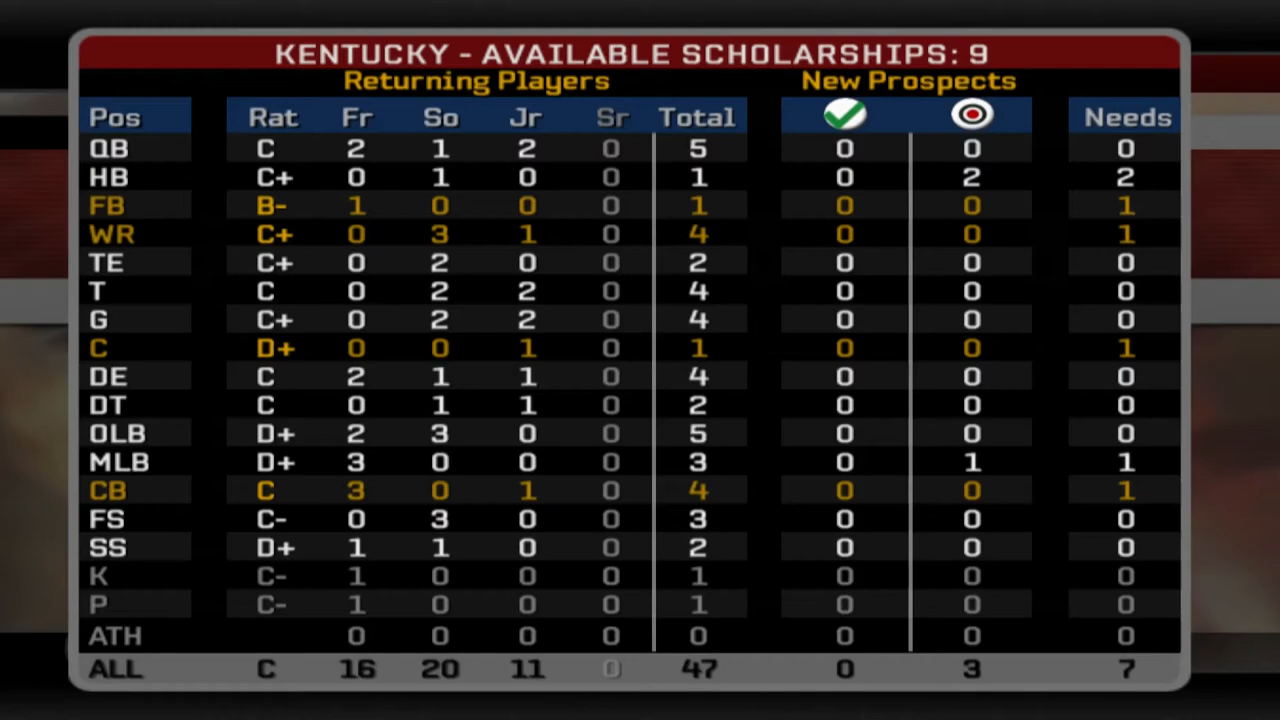 KENTUCKY - AVAILABLE SCHOLARSHIPS: 9
Returning Players New Prospects
Pos Rat Fr So Jr Sr Total Needs
QB C 2 1 2 0 5 0 0 0
HB C+ 0 1 0 0 1 0 2 2
FB B- 1 0 0 0 1 0 0 1
WR C+ 0 3 1 0 4 0 0 1
TE C+ 0 2 0 0 2 0 0 0
T C 0 2 2 0 4 0 0 0
G C+ 0 2 2 0 4 0 0 0
C D+ 0 0 1 0 1 0 0 1
DE C 2 1 1 0 4 0 0 0
DT C 0 1 1 0 2 0 0 0
OLB D+ 2 3 0 0 5 0 0 0
MLB D+ 3 0 0 0 3 0 1 1
CB C 3 0 1 0 4 0 0 1
FS C- 0 3 0 0 3 0 0 0
SS D+ 1 1 0 0 2 0 0 0
K C- 1 0 0 0 1 0 0 0
P C- 1 0 0 0 1 0 0 0
ATH 0 0 0 0 0 0 0 0
ALL C 16 20 11 0 47 0 3 7